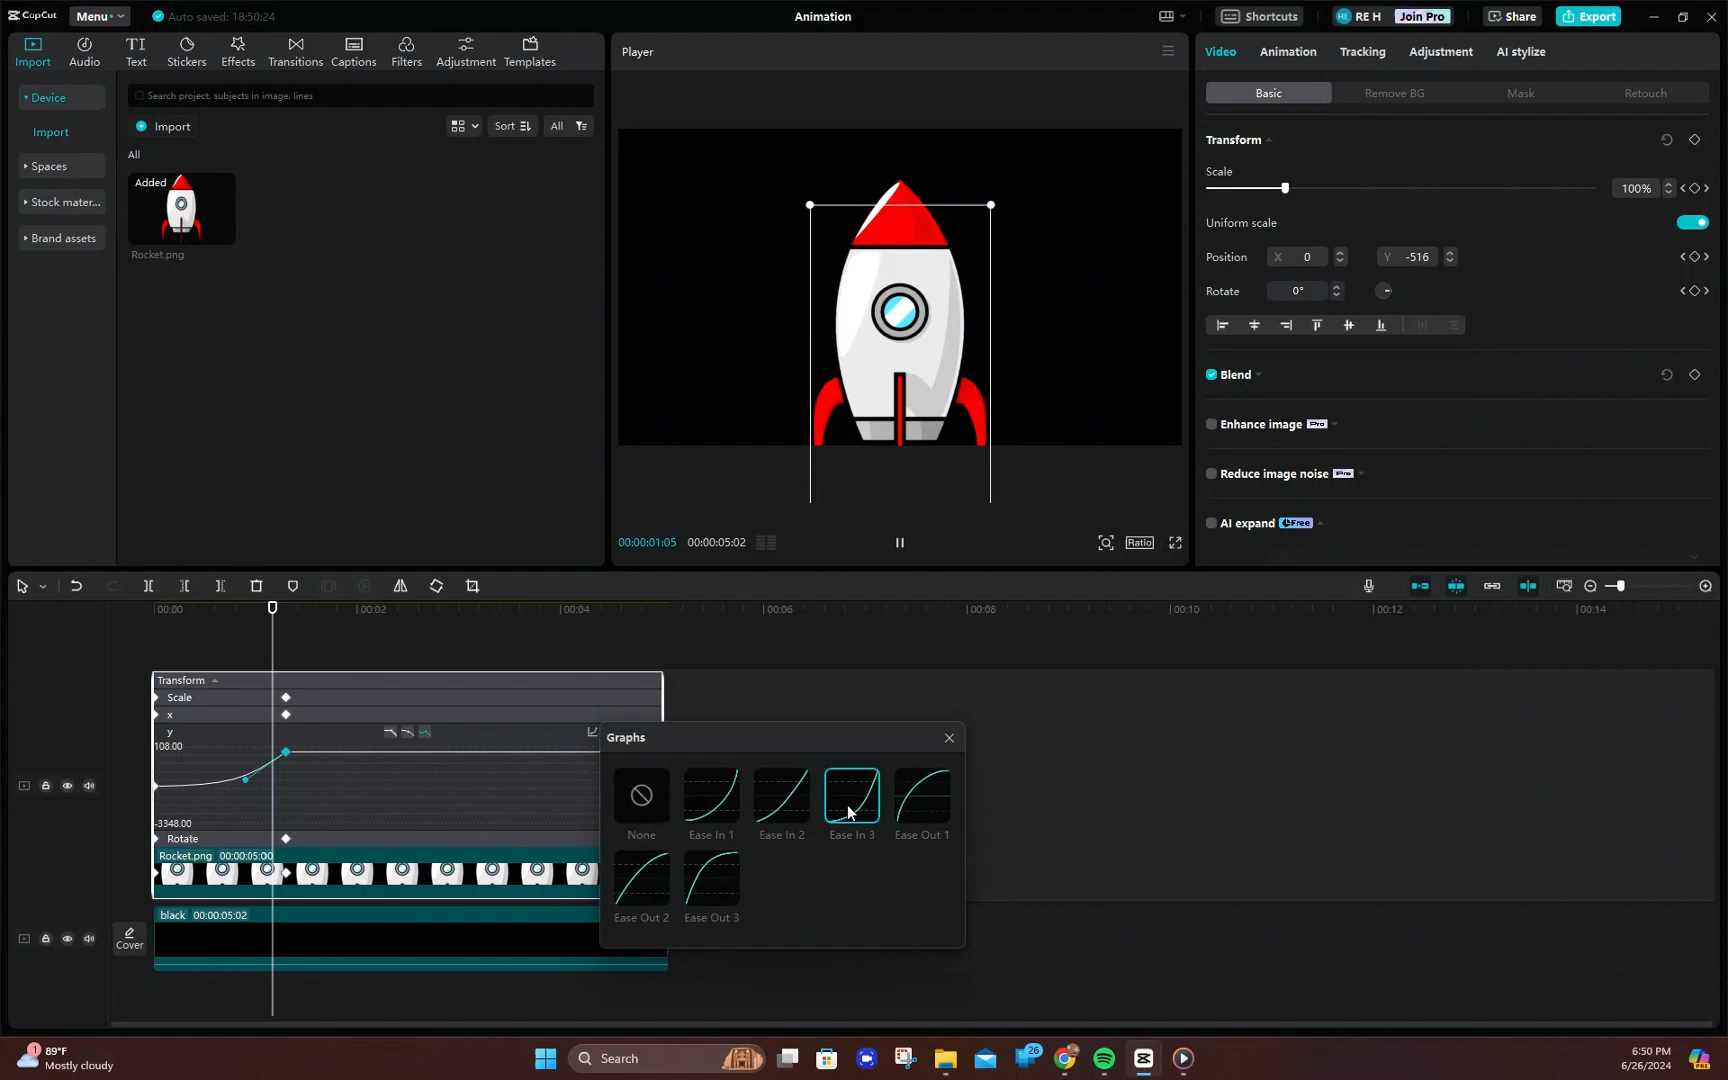 CapCut Menu Auto saved: 18:50:24 Animation Shortcuts RE RE H Join Pro Share Export
Import Audio Text Stickers Effects Transitions Captions Filters Adjustment Templates
Device
Import
Spaces
Stock mater...
Brand assets
Search project, subjects in image, lines
Import Sort All
All
Added
Rocket.png
Player
00:00:01:05 00:00:05:02 Ratio
Video Animation Tracking Adjustment AI stylize
Basic Remove BG Mask Retouch
Transform
Scale
100%
Uniform scale
Position X 0 Y -516
Rotate 0°
Blend
Enhance image Pro
Reduce image noise Pro
AI expand Free
00:00 00:02 00:04 00:06 00:08 00:10 00:12 00:14
Transform
Scale
x
y
108.00
-3348.00
Rotate
Rocket.png 00:00:05:00
black 00:00:05:02
Cover
Graphs
None Ease In 1 Ease In 2 Ease In 3 Ease Out 1
Ease Out 2 Ease Out 3
1
89°F
Mostly cloudy
Search
26
6:50 PM
6/26/2024
PRE